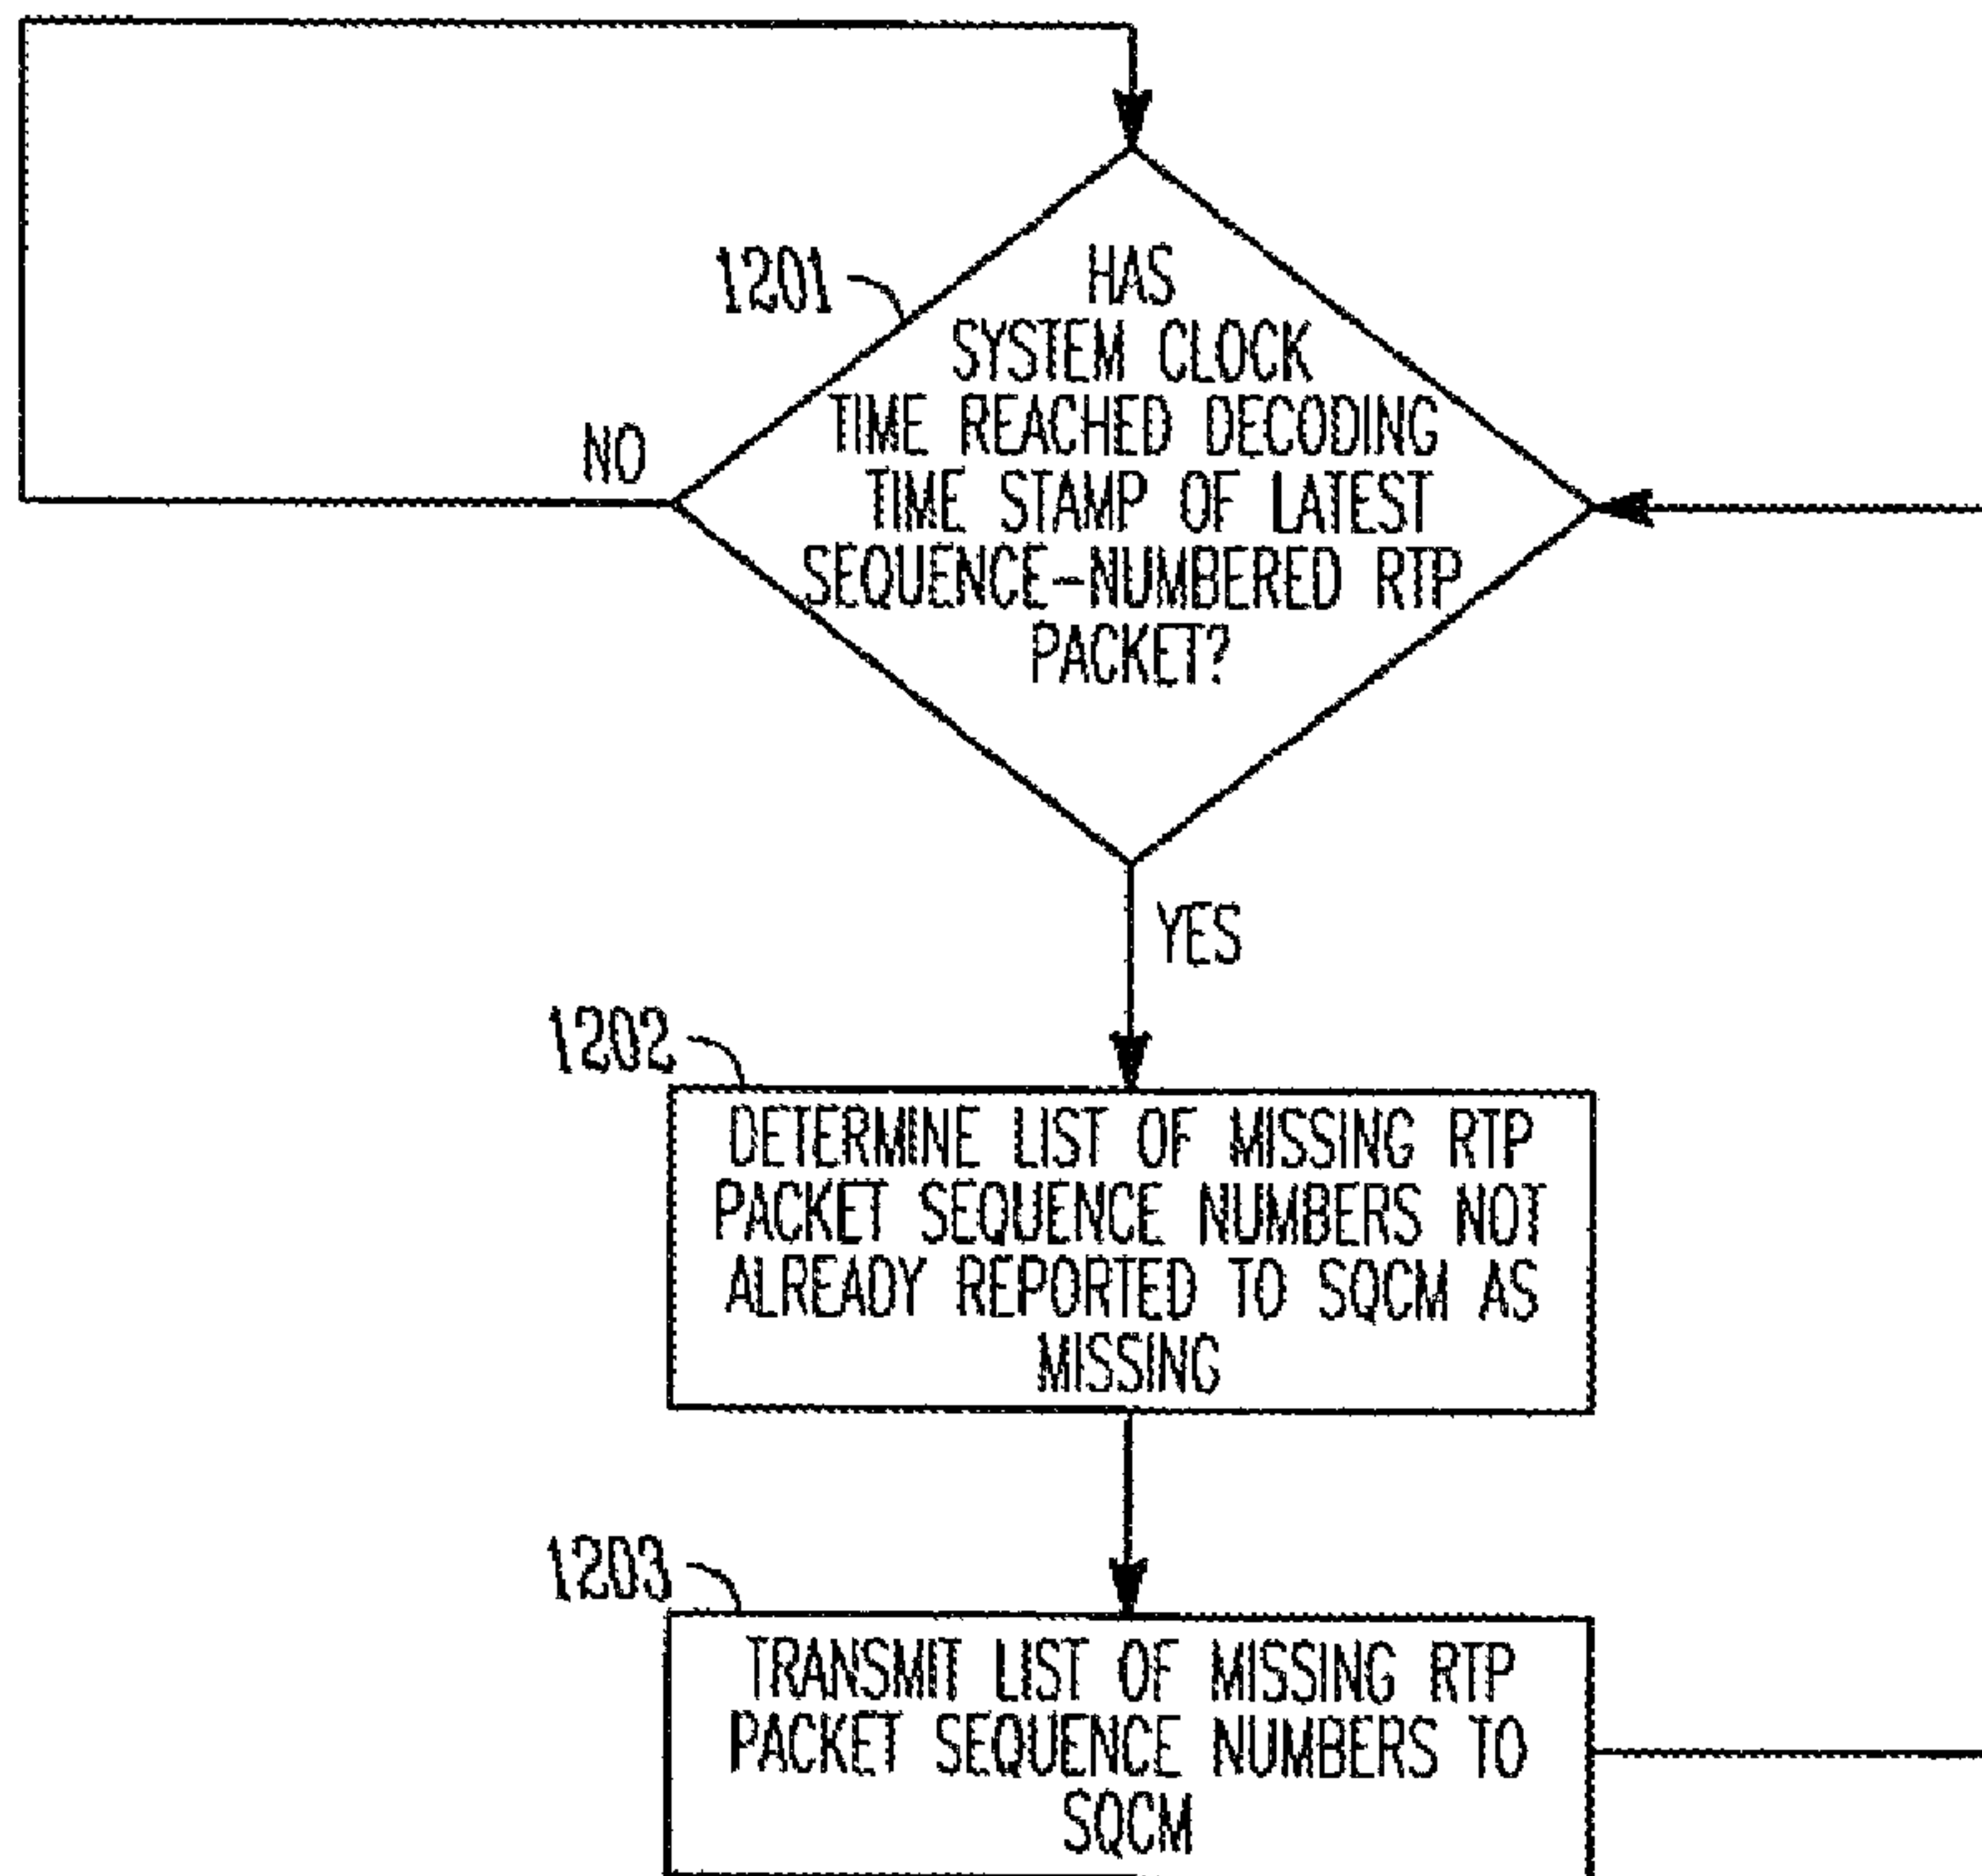 1201
HAS
SYSTEM CLOCK
TIME REACHED DECODING
TIME STAMP OF LATEST
SEQUENCE-NUMBERED RTP
PACKET?
NO
YES
1202
DETERMINE LIST OF MISSING RTP
PACKET SEQUENCE NUMBERS NOT
ALREADY REPORTED TO SQCM AS
MISSING
1203
TRANSMIT LIST OF MISSING RTP
PACKET SEQUENCE NUMBERS TO
SQCM